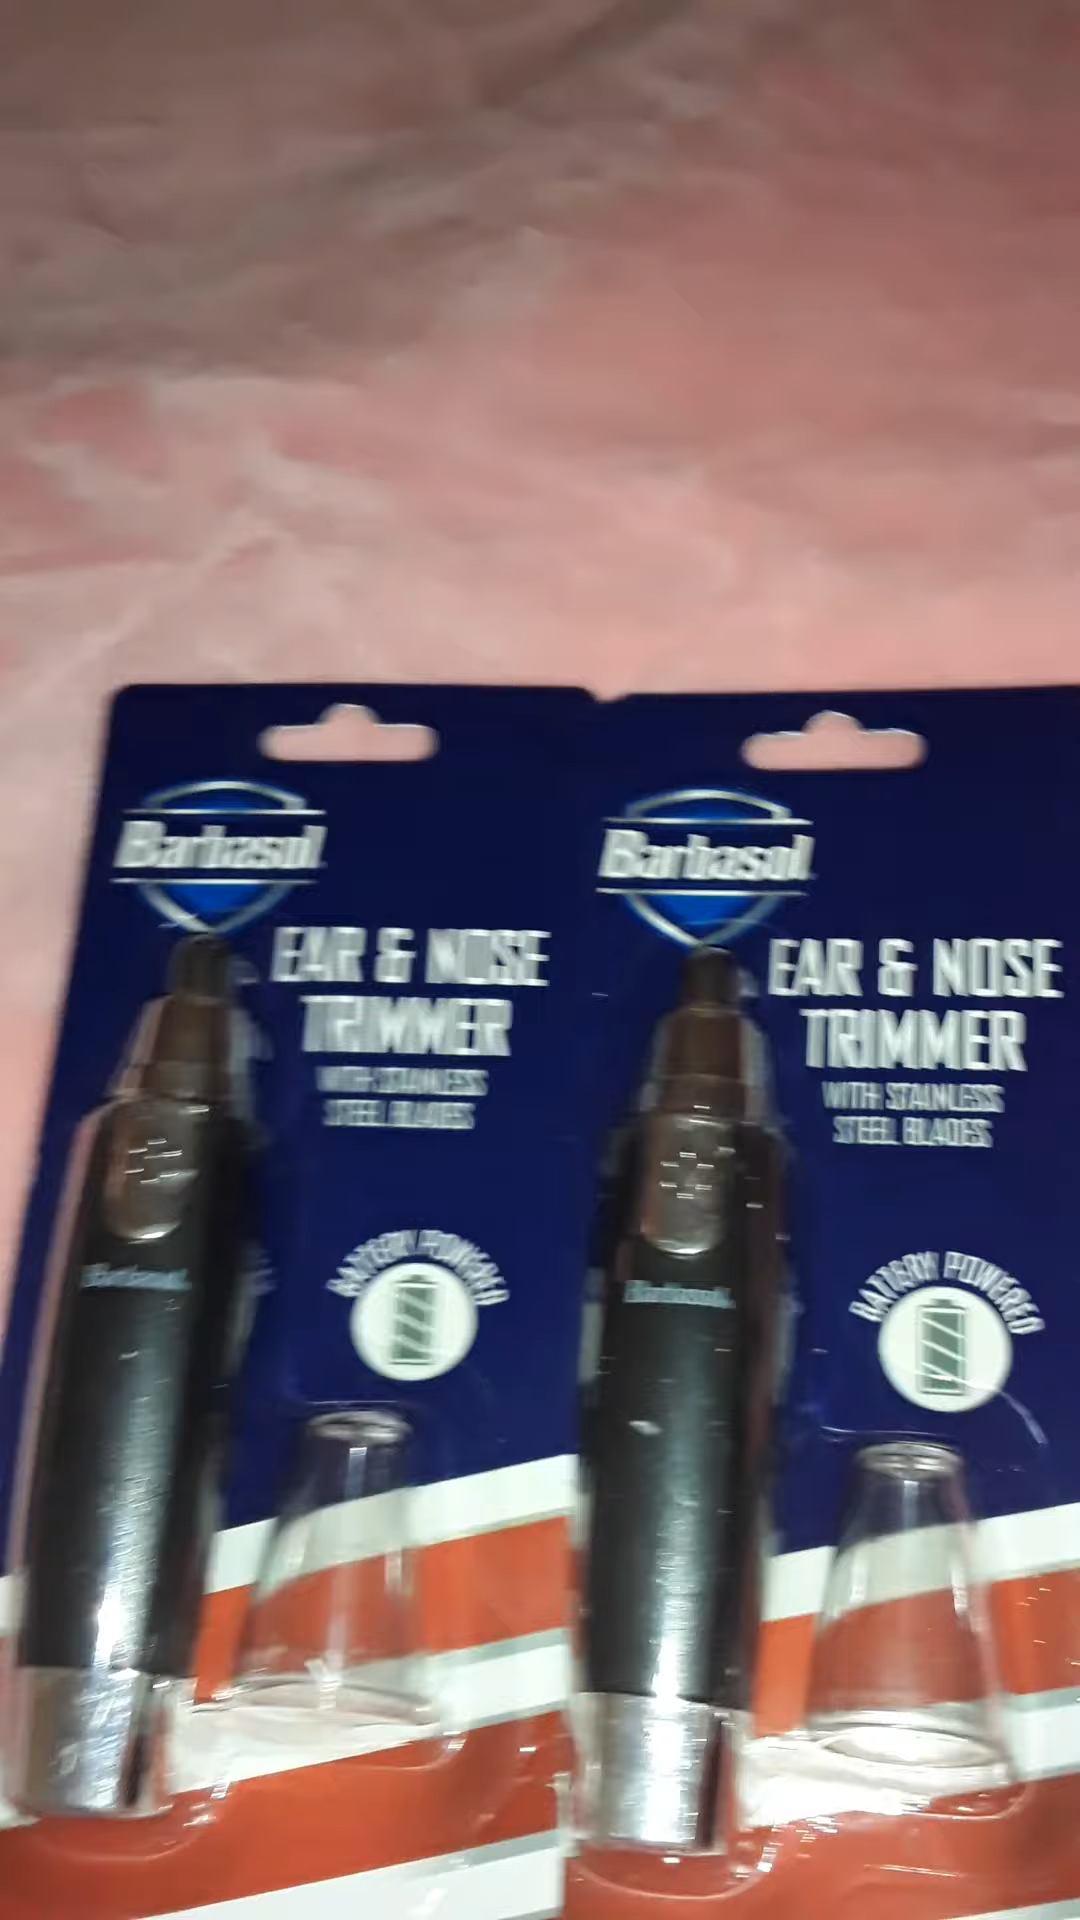 Barbasol
EAR & NOSE
TRIMMER
WITH STAINLESS
STEEL BLADES
BATTERY POWERED
Barbasol
Barbasol
EAR & NOSE
TRIMMER
WITH STAINLESS
STEEL BLADES
BATTERY POWERED
Barbasol